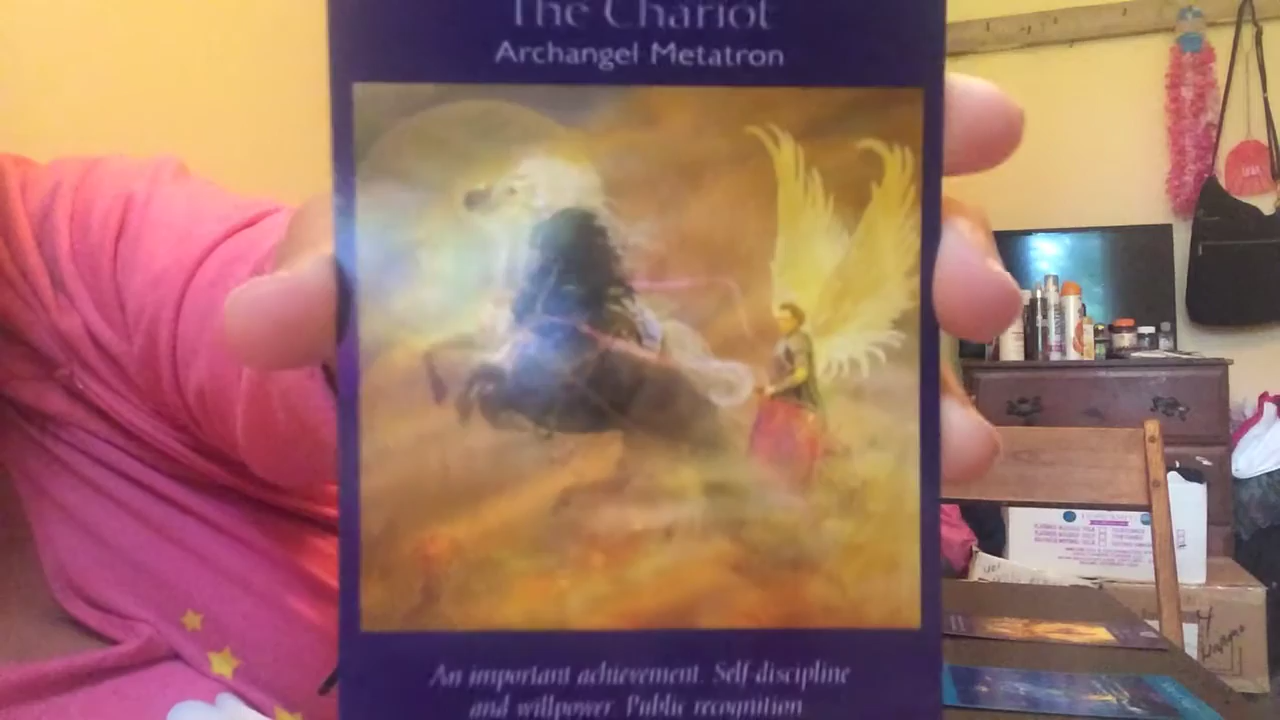 The Chariot
Archangel Metatron
An important achievement. Self-discipline
and willpower. Public recognition